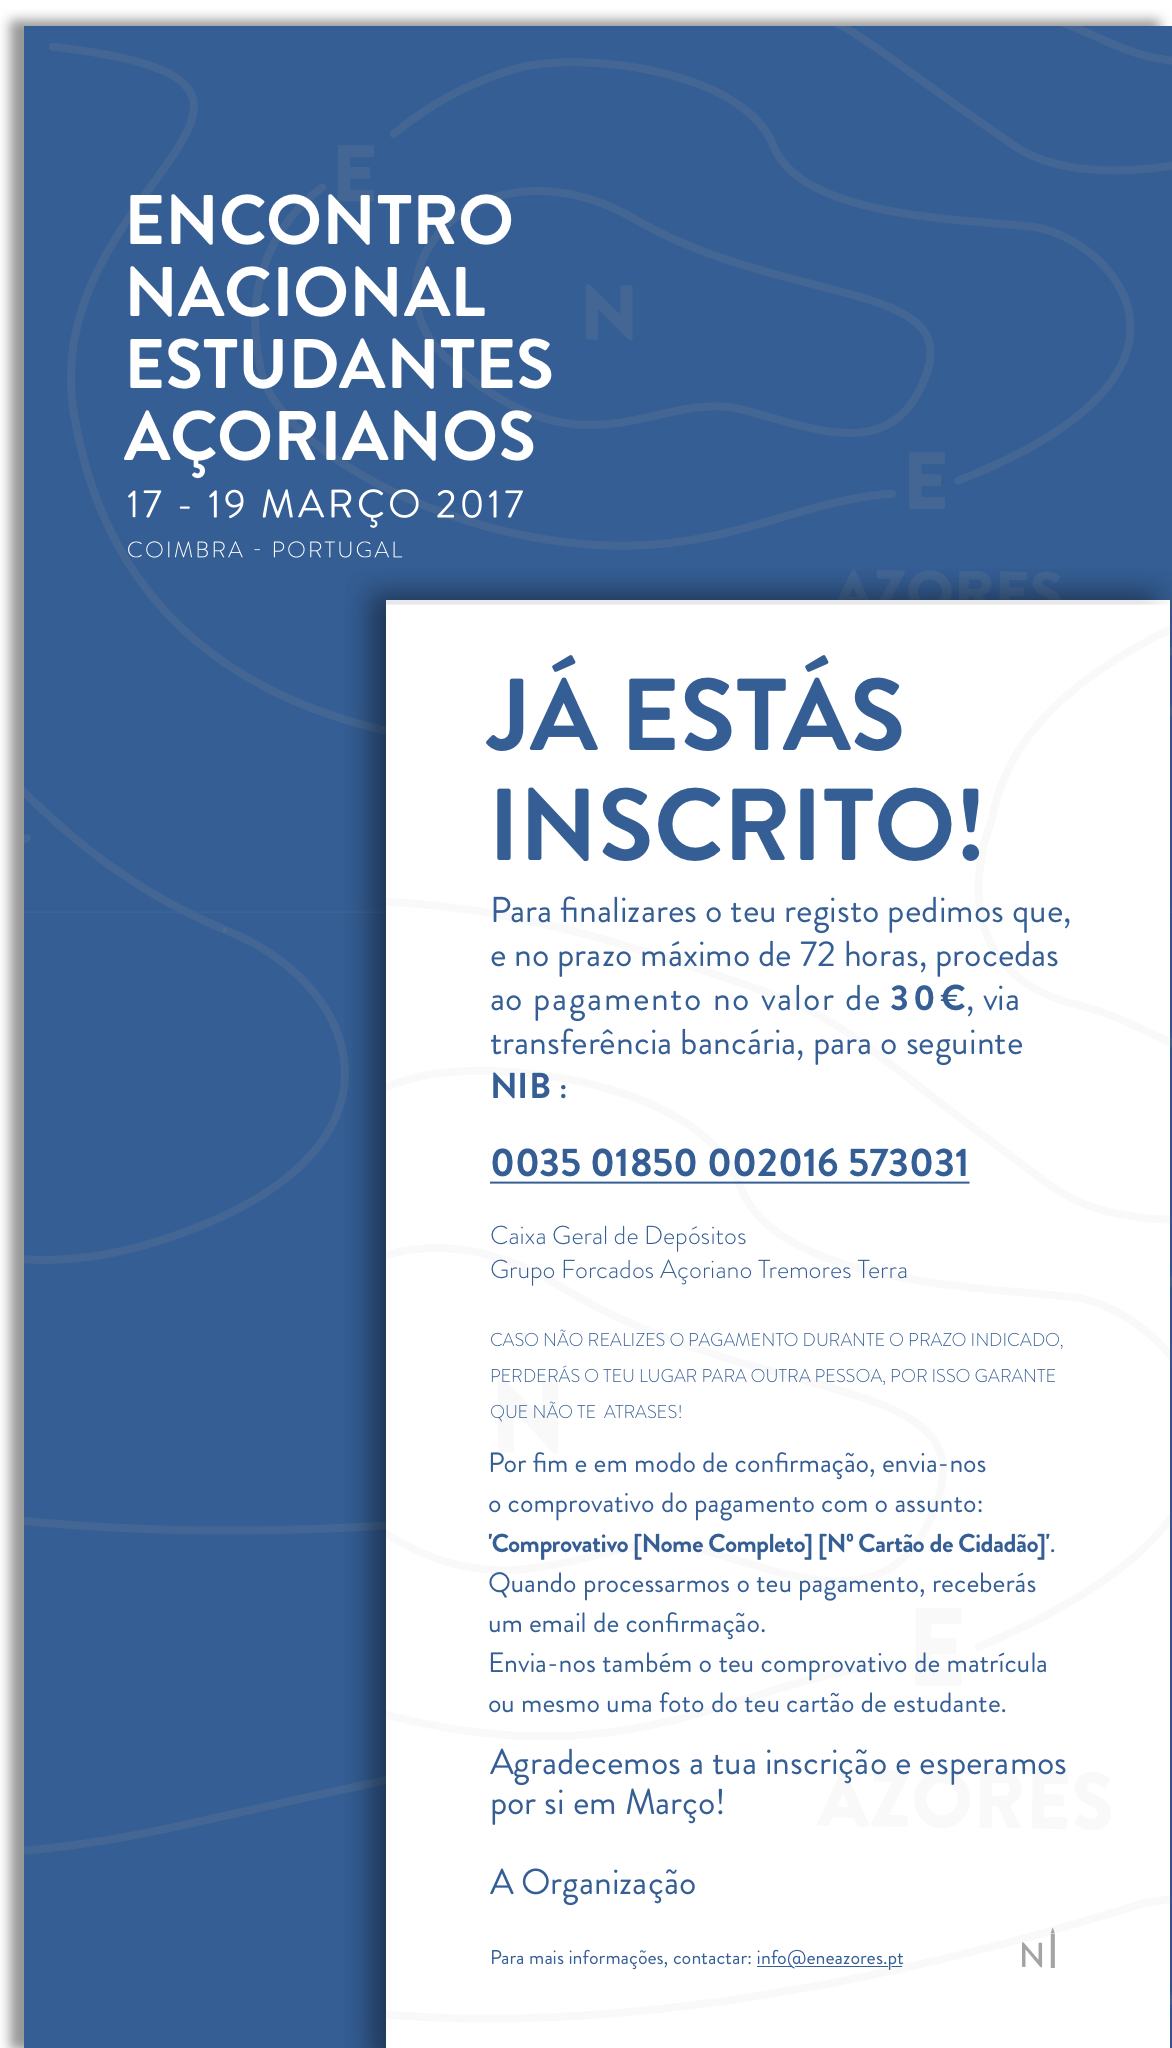 E
ENCONTRO
NACIONAL
N
ESTUDANTES
AÇORIANOS
E
17 - 19 MARÇO 2017
COIMBRA - PORTUGAL
AZORES
JÁ ESTÁS
INSCRITO!
Para finalizares o teu registo pedimos que,
e no prazo máximo de 72 horas, procedas
ao pagamento no valor de 30€, via
transferência bancária, para o seguinte
NIB :
0035 01850 002016 573031
Caixa Geral de Depósitos
Grupo Forcados Açoriano Tremores Terra
CASO NÃO REALIZES O PAGAMENTO DURANTE O PRAZO INDICADO,
PERDERÁS O TEU LUGAR PARA OUTRA PESSOA, POR ISSO GARANTE
QUE NÃO TE ATRASES!
N
Por fim e em modo de confirmação, envia-nos
o comprovativo do pagamento com o assunto:
'Comprovativo [Nome Completo] [Nº Cartão de Cidadão]'.
Quando processarmos o teu pagamento, receberás
um email de confirmação.
E
Envia-nos também o teu comprovativo de matrícula
ou mesmo uma foto do teu cartão de estudante.
Agradecemos a tua inscrição e esperamos
por si em Março!
AZORES
A Organização
Para mais informações, contactar: info@eneazores.pt
NI